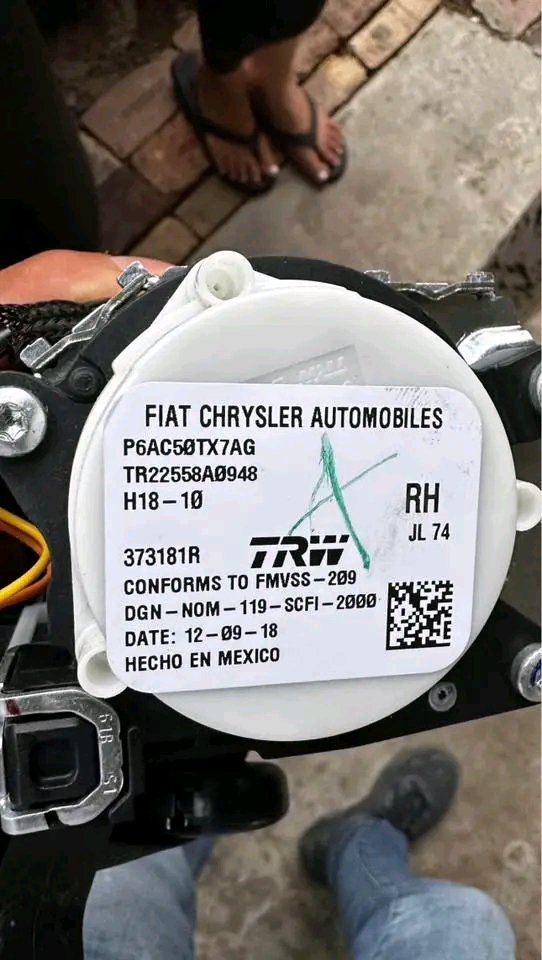 FIAT CHRYSLER AUTOMOBILES
P6AC50TX7AG
TR22558A0948
H18-10
RH
JL 74
373181R
TRW
CONFORMS TO FMVSS-209
DGN-NOM-119-SCFI-2000
DATE: 12-09-18
HECHO EN MEXICO